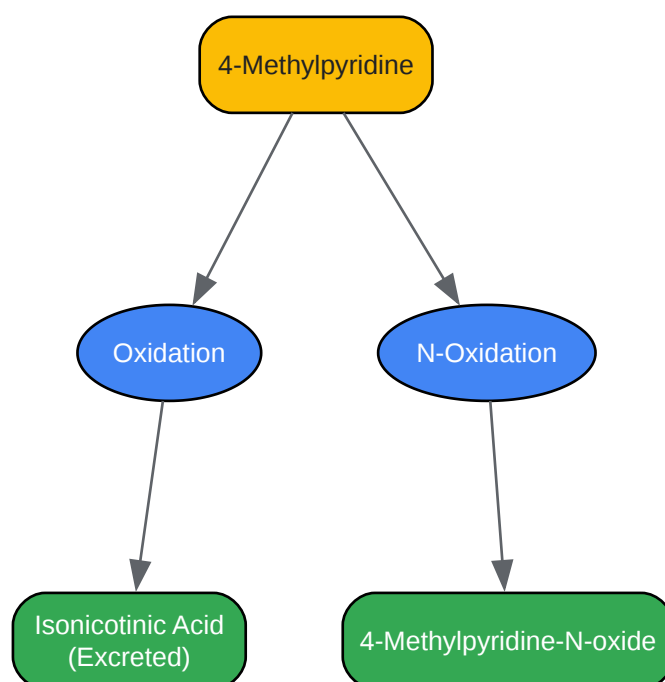 4-Methylpyridine
Oxidation
N-Oxidation
Isonicotinic Acid
(Excreted)
4-Methylpyridine-N-oxide